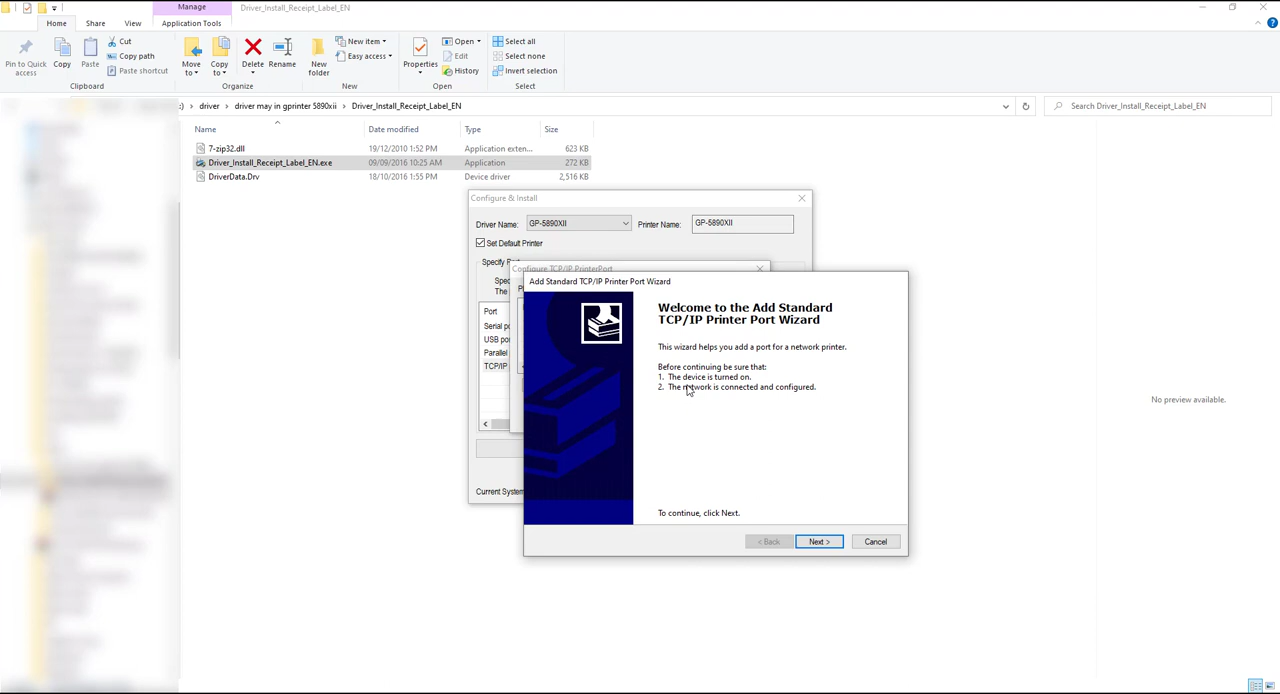 Manage
Driver_Install_Receipt_Label_EN
Home
Share
View
Application Tools
Pin to Quick access
Copy
Paste
Cut
Copy path
Paste shortcut
Clipboard
Move to
Copy to
Delete
Rename
Organize
New folder
New item
Easy access
New
Properties
Open
Edit
History
Open
Select all
Select none
Invert selection
Select
driver > driver may in gprinter 5890xii > Driver_Install_Receipt_Label_EN
Search Driver_Install_Receipt_Label_EN
Name Date modified Type Size
7-zip32.dll 19/12/2010 1:52 PM Application exten... 623 KB
Driver_Install_Receipt_Label_EN.exe 09/09/2016 10:25 AM Application 272 KB
DriverData.Drv 18/10/2016 1:55 PM Device driver 2,516 KB
Configure & Install
Driver Name: GP-5890XII Printer Name: GP-5890XII
Set Default Printer
Specify
Configure TCP/IP PrinterPort
The
Port
Serial
USB
Parallel
TCP/IP
Current System
Add Standard TCP/IP Printer Port Wizard
Welcome to the Add Standard
TCP/IP Printer Port Wizard
This wizard helps you add a port for a network printer.
Before continuing be sure that:
1. The device is turned on.
2. The network is connected and configured.
To continue, click Next.
< Back Next > Cancel
No preview available.